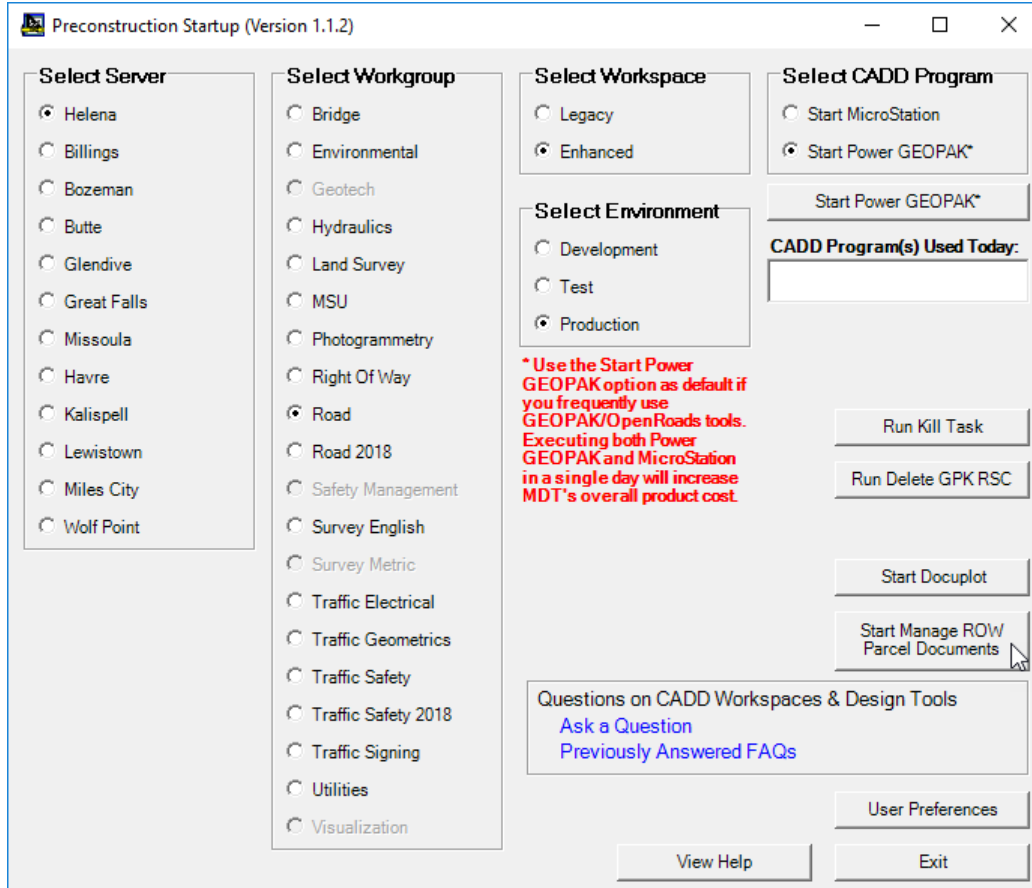 Preconstruction Startup (Version 1.1.2)
Select Server
Helena
Billings
Bozeman
Butte
Glendive
Great Falls
Missoula
Havre
Kalispell
Lewistown
Miles City
Wolf Point
Select Workgroup
Bridge
Environmental
Geotech
Hydraulics
Land Survey
MSU
Photogrammetry
Right Of Way
Road
Road 2018
Safety Management
Survey English
Survey Metric
Traffic Electrical
Traffic Geometrics
Traffic Safety
Traffic Safety 2018
Traffic Signing
Utilities
Visualization
Select Workspace
Legacy
Enhanced
Select Environment
Development
Test
Production
* Use the Start Power
GEOPAK option as default if
you frequently use
GEOPAK/OpenRoads tools.
Executing both Power
GEOPAK and MicroStation
in a single day will increase
MDT's overall product cost.
Select CADD Program
Start MicroStation
Start Power GEOPAK*
Start Power GEOPAK*
CADD Program(s) Used Today:
Run Kill Task
Run Delete GPK RSC
Start Docuplot
Start Manage ROW
Parcel Documents
Questions on CADD Workspaces & Design Tools
Ask a Question
Previously Answered FAQs
User Preferences
View Help
Exit